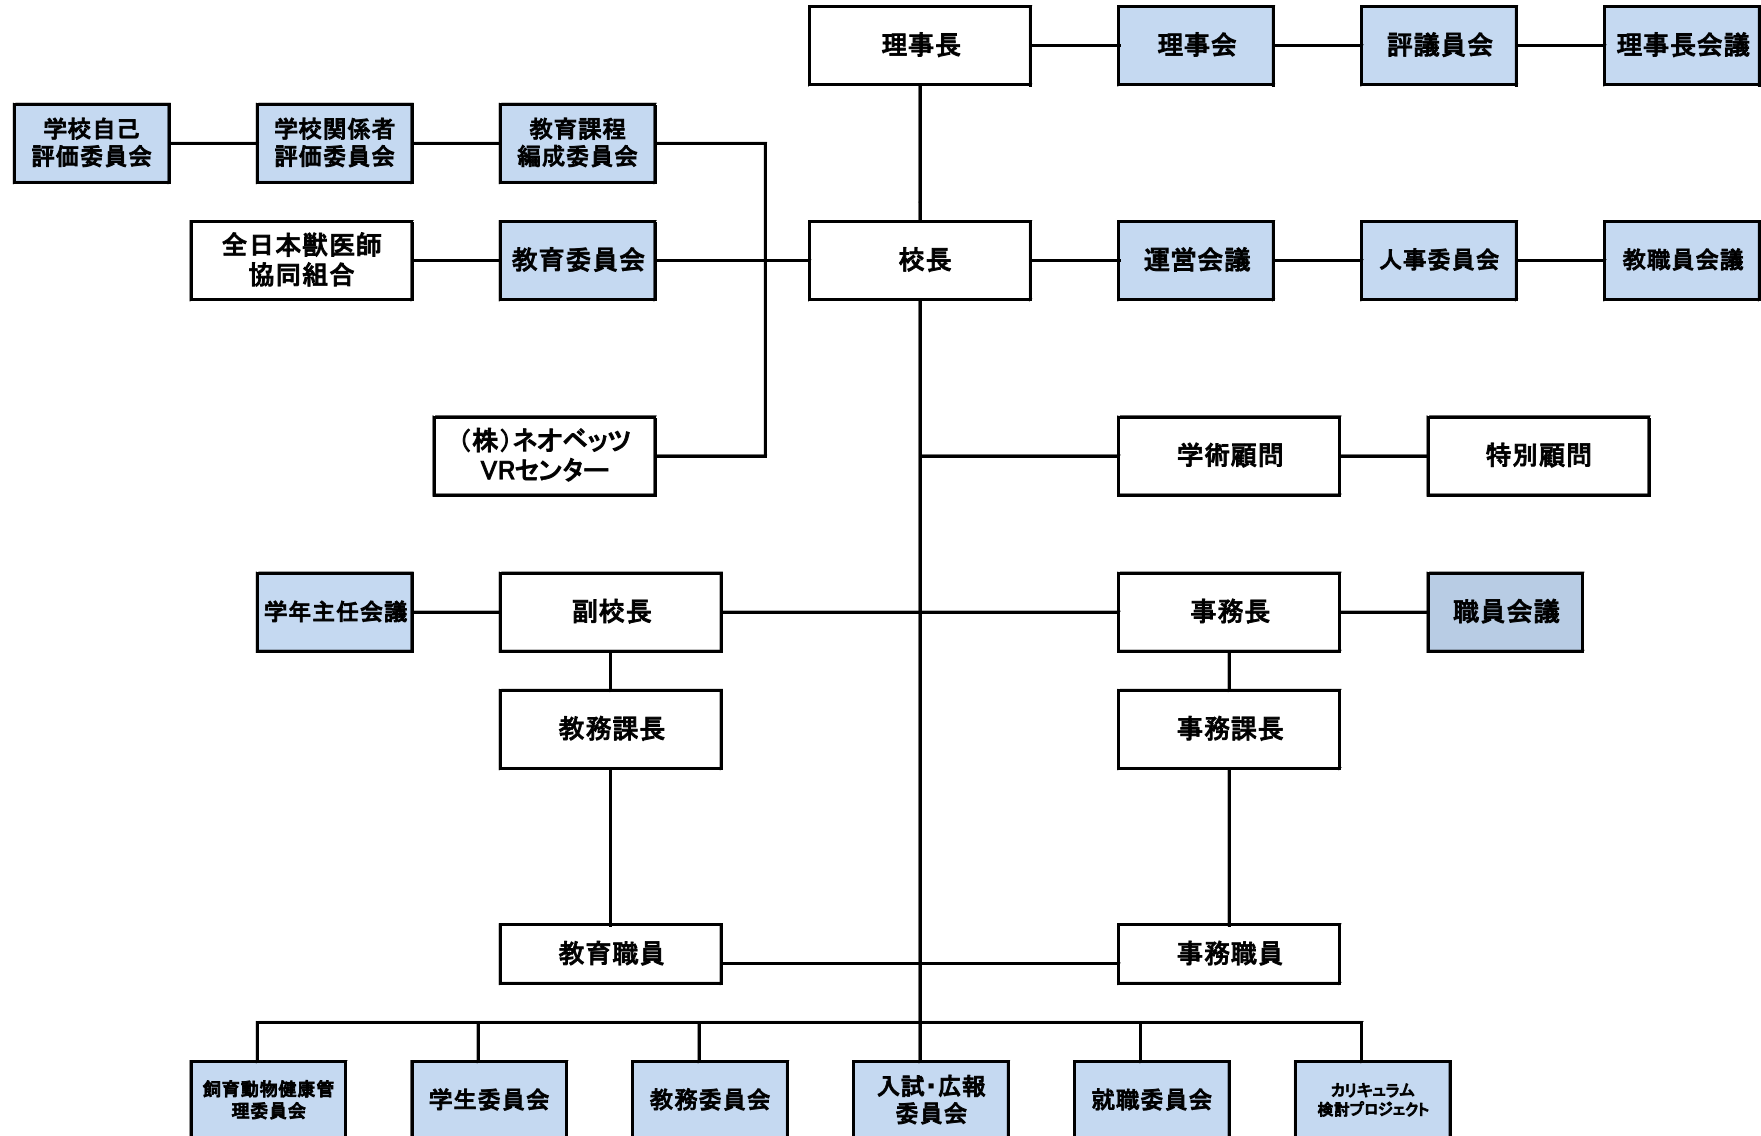 理事長
理事会
評議員会
理事長会議
学校自己
評価委員会
学校関係者
評価委員会
教育課程
編成委員会
全日本獣医師
協同組合
教育委員会
校長
運営会議
人事委員会
教職員会議
(株)ネオベッツ
VRセンター
学術顧問
特別顧問
学年主任会議
副校長
事務長
職員会議
教務課長
事務課長
教育職員
事務職員
飼育動物健康管
理委員会
学生委員会
教務委員会
入試・広報
委員会
就職委員会
カリキュラム
検討プロジェクト